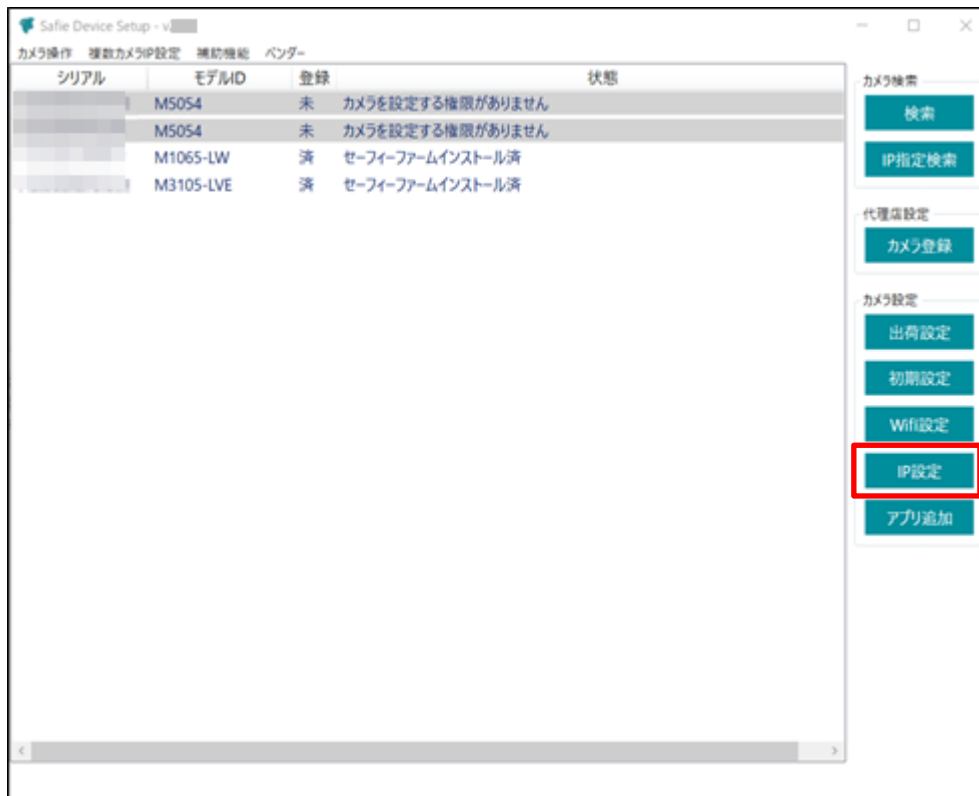 Safie Device Setup - v.
カメラ操作 複数カメラIP設定 補助機能 ベンダー
シリアル モデルID 登録 状態
M5054 未 カメラを設定する権限がありません
M5054 未 カメラを設定する権限がありません
M1065-LW 済 セーフィーファームインストール済
M3105-LVE 済 セーフィーファームインストール済
カメラ検索
検索
IP指定検索
代理店設定
カメラ登録
カメラ設定
出荷設定
初期設定
Wifi設定
IP設定
アプリ追加